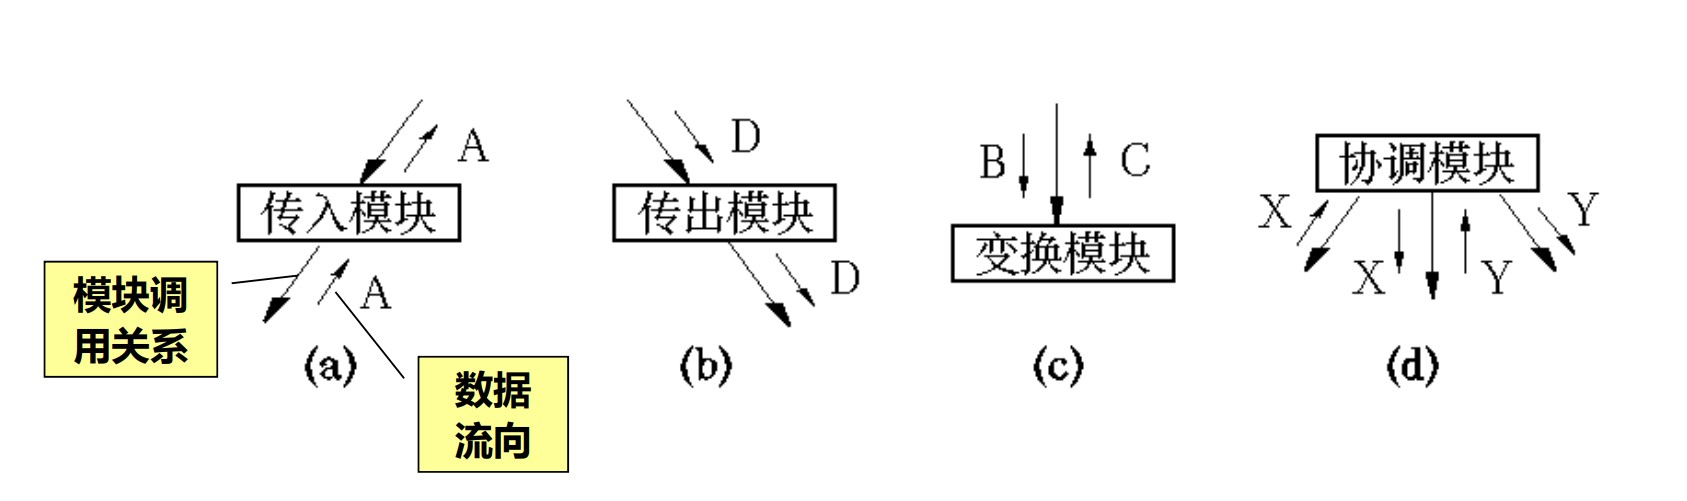 A
D
B
C
协调模块
传入模块
传出模块
X
Y
变换模块
模块调
用关系
A
D
X
Y
(a)
(b)
(c)
(d)
数据
流向